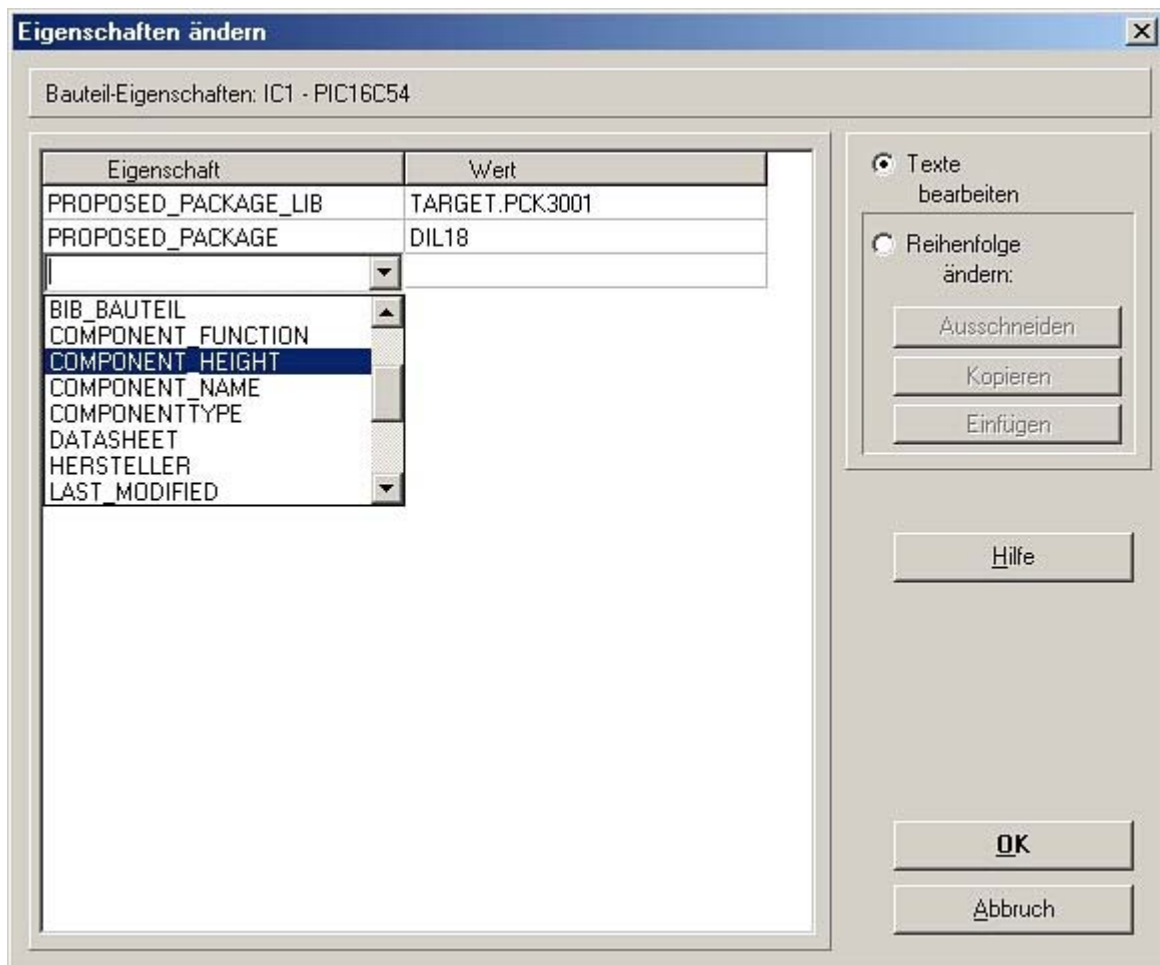 Eigenschaften ändern
Bauteil-Eigenschaften: IC1 - PIC16C54
Eigenschaft Wert
PROPOSED_PACKAGE_LIB TARGET.PCK3001
PROPOSED_PACKAGE DIL18
BIB_BAUTEIL
COMPONENT_FUNCTION
COMPONENT_HEIGHT
COMPONENT_NAME
COMPONENTTYPE
DATASHEET
HERSTELLER
LAST_MODIFIED
Texte
bearbeiten
Reihenfolge
ändern:
Ausschneiden
Kopieren
Einfügen
Hilfe
OK
Abbruch